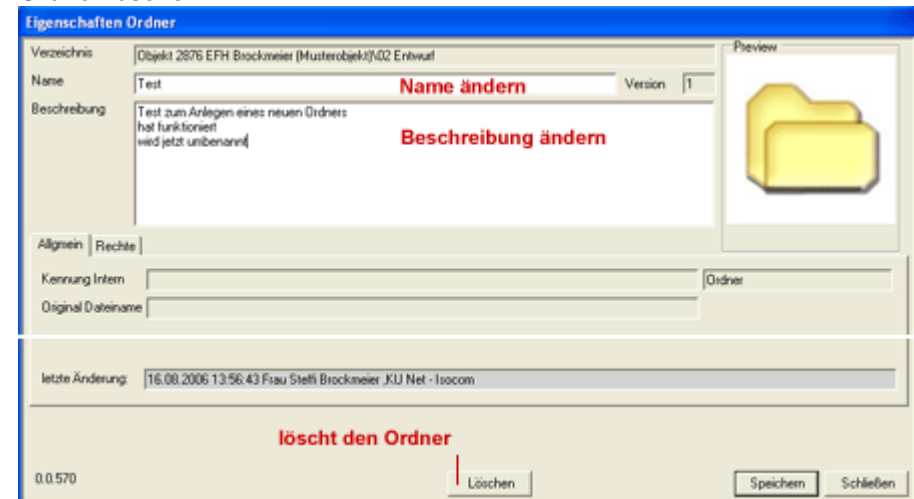 Eigenschaften Ordner
Verzeichnis Objekt 2876 EFH Brockmeier (Musterobjekt)\02 Entwurf
Preview
Name Test Name ändern Version 1
Beschreibung Test zum Anlegen eines neuen Ordners
hat funktioniert
wird jetzt umbenannt
Beschreibung ändern
Allgmein Rechte
Kennung Intern Ordner
Original Dateiname
letzte Änderung: 16.08.2006 13:56:43 Frau Steffi Brockmeier ,KU Net - Isocom
löscht den Ordner
0.0.570 Löschen Speichern Schließen